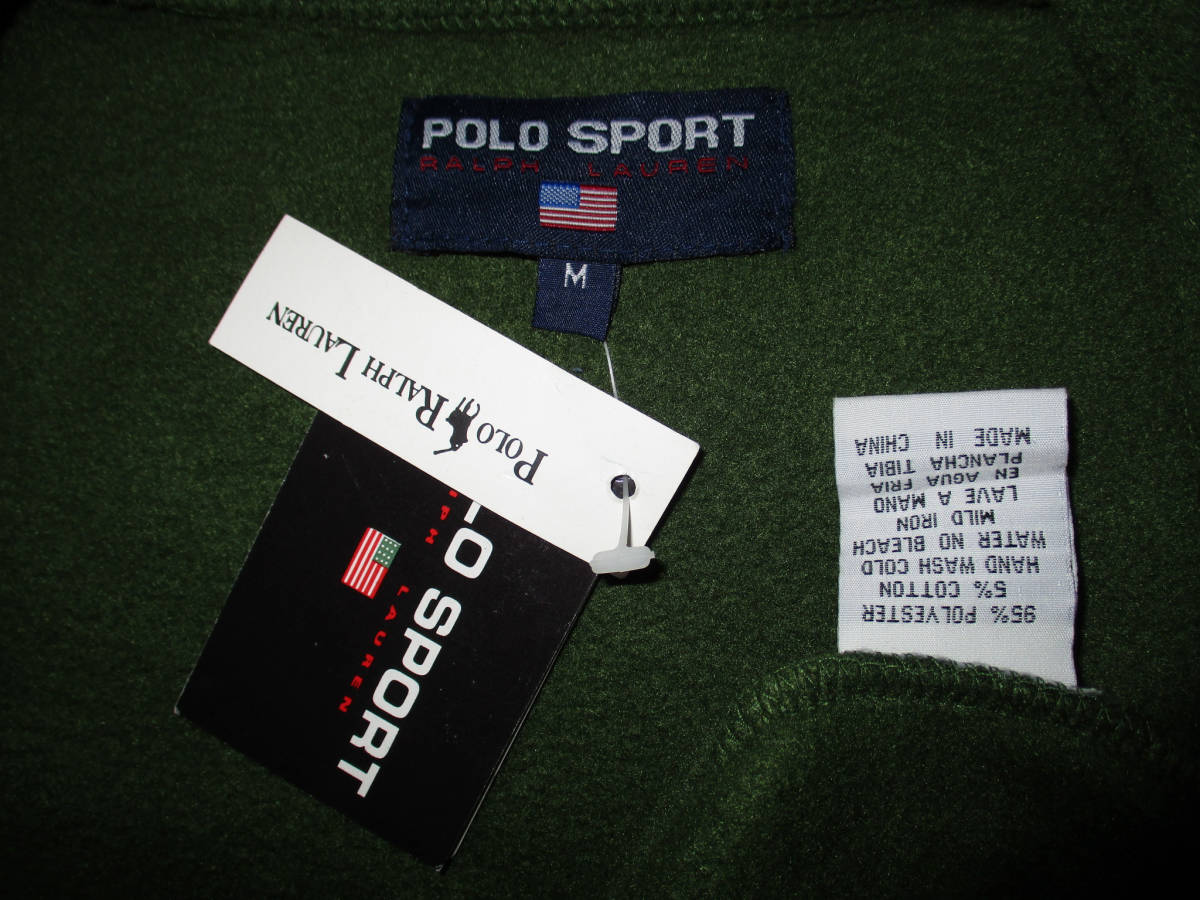 POLO SPORT
RALPH LAUREN
M
POLO RALPH LAUREN
LO SPORT
LAUREN
95% POLYESTER
5% COTTON
HAND WASH COLD
WATER NO BLEACH
MILD IRON
LAVE A MANO
EN AGUA FRIA
PLANCHA TIBIA
MADE IN
CHINA